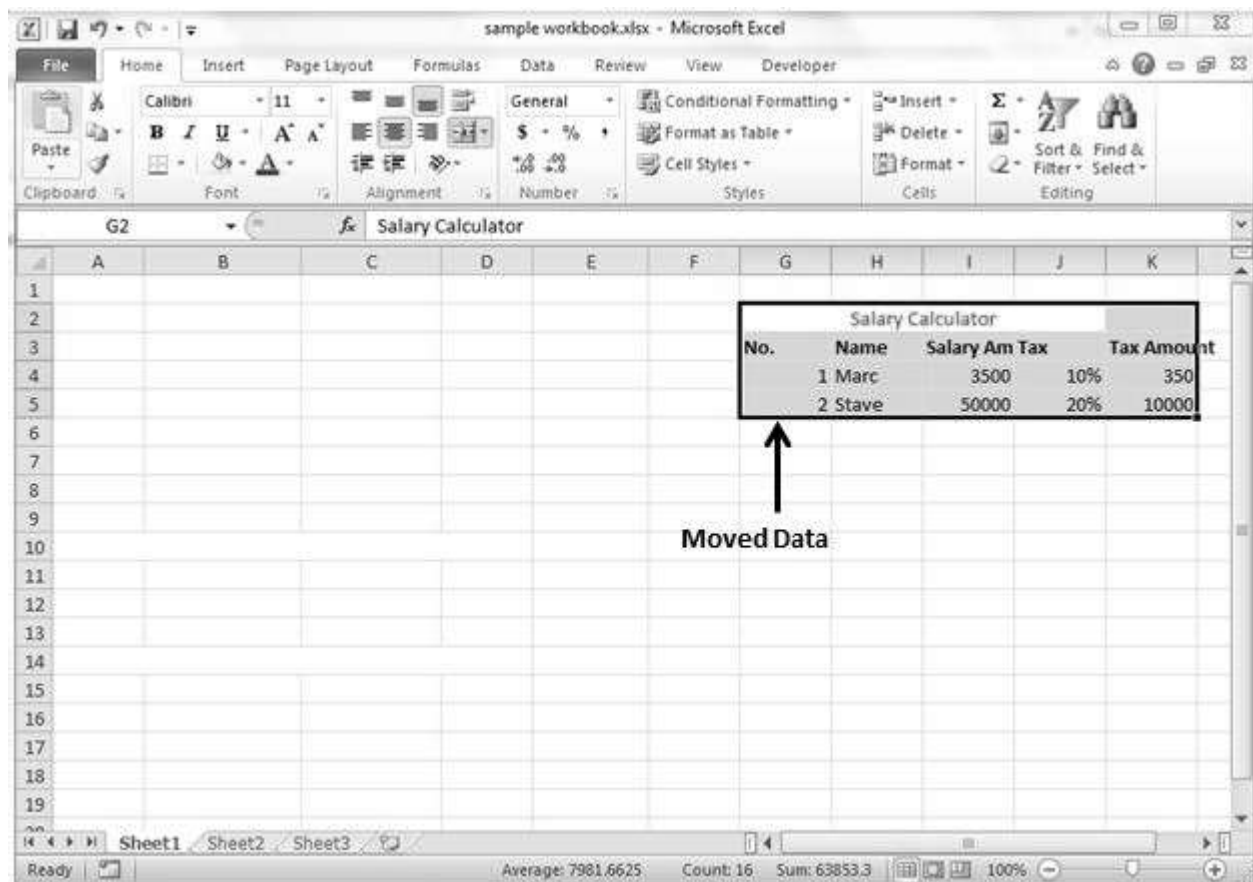 sample workbook.xlsx - Microsoft Excel
File Home Insert Page Layout Formulas Data Review View Developer
Paste
Calibri 11
B I U A A
A
General
$ % ,
Conditional Formatting
Format as Table
Cell Styles
Insert
Delete
Format
Σ
Sort & Filter
Find & Select
Clipboard Font Alignment Number Styles Cells Editing
G2 fx Salary Calculator
A B C D E F G H I J K
1
2 Salary Calculator
3 No. Name Salary Am Tax Tax Amount
4 1 Marc 3500 10% 350
5 2 Stave 50000 20% 10000
6
7
8
9
Moved Data
10
11
12
13
14
15
16
17
18
19
Sheet1 Sheet2 Sheet3
Ready Average: 7981.6625 Count: 16 Sum: 63853.3 100%